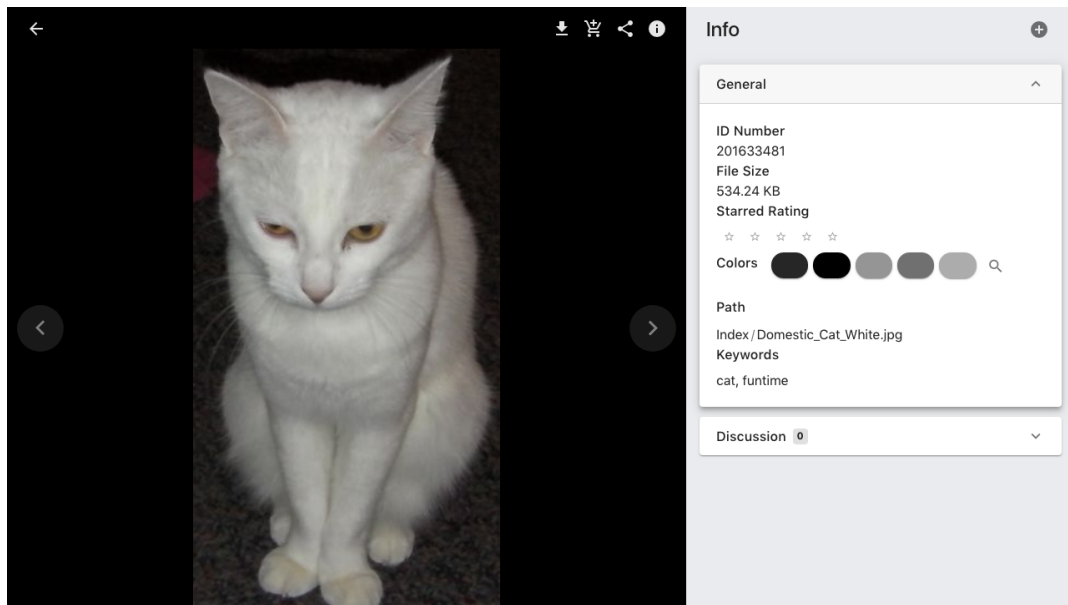 Info
General
ID Number
201633481
File Size
534.24 KB
Starred Rating
Colors
Path
Index/Domestic_Cat_White.jpg
Keywords
cat, funtime
Discussion 0